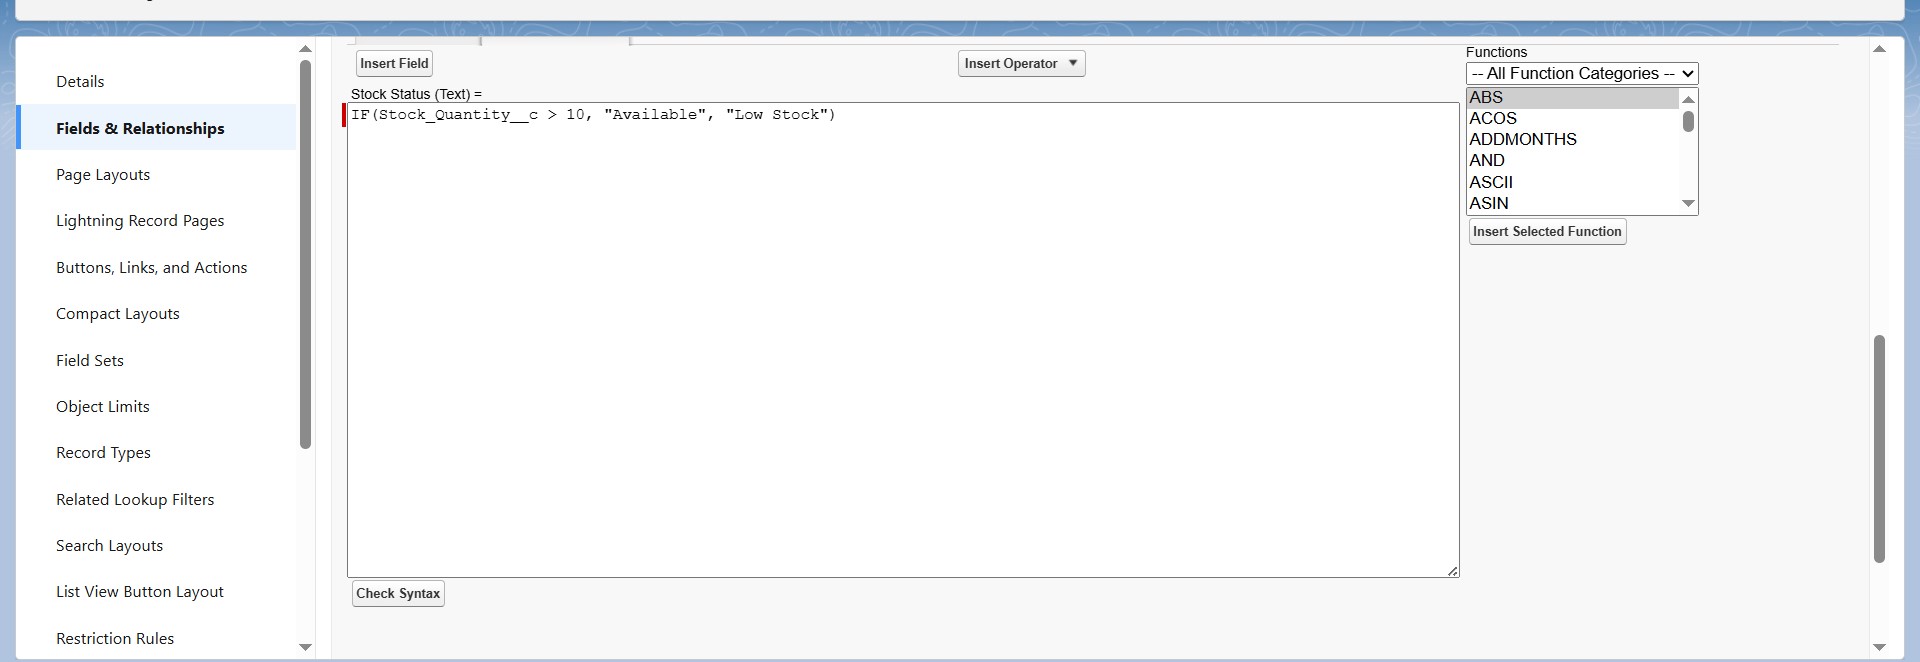 Details
Fields & Relationships
Page Layouts
Lightning Record Pages
Buttons, Links, and Actions
Compact Layouts
Field Sets
Object Limits
Record Types
Related Lookup Filters
Search Layouts
List View Button Layout
Restriction Rules
Insert Field
Insert Operator
Stock Status (Text) =
IF(Stock_Quantity__c > 10, "Available", "Low Stock")
Check Syntax
Functions
-- All Function Categories --
ABS
ACOS
ADDMONTHS
AND
ASCII
ASIN
Insert Selected Function